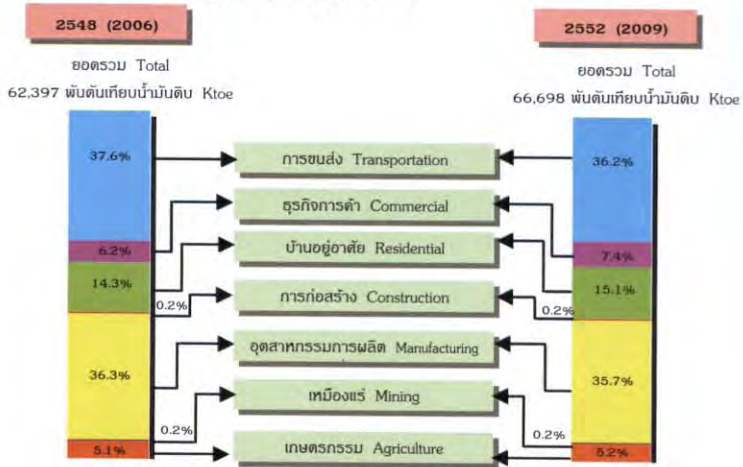 2548 (2006)
ยอดรวม Total
62,397 พันตันเทียบน้ำมันดิบ Ktoe
2552 (2009)
ยอดรวม Total
66,698 พันตันเทียบน้ำมันดิบ Ktoe
37.6%
การขนส่ง Transportation
36.2%
ธุรกิจการค้า Commercial
6.2%
บ้านอยู่อาศัย Residential
7.4%
14.3%
15.1%
0.2%
การก่อสร้าง Construction
0.2%
อุตสาหกรรมการผลิต Manufacturing
36.3%
35.7%
เหมืองแร่ Mining
0.2%
0.2%
5.1%
เกษตรกรรม Agriculture
5.2%